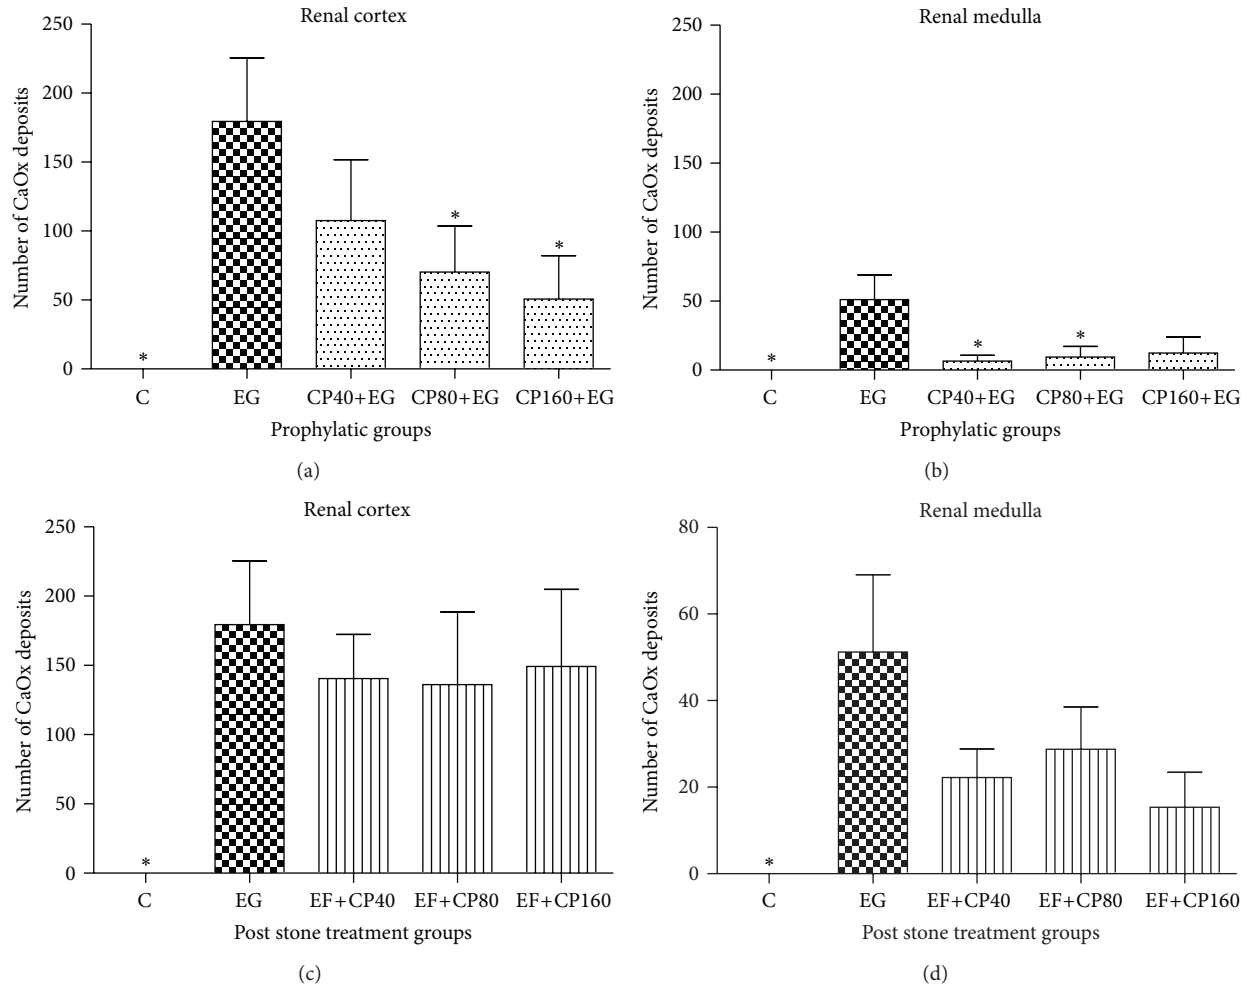 Renal cortex
250
200
150
100
50
0
Number of CaOx deposits
*
*
*
C
EG
CP40+EG
CP80+EG
CP160+EG
Prophylatic groups
(a)
Renal medulla
250
200
150
100
50
0
Number of CaOx deposits
*
*
*
C
EG
CP40+EG
CP80+EG
CP160+EG
Prophylatic groups
(b)
Renal cortex
250
200
150
100
50
0
Number of CaOx deposits
*
C
EG
EF+CP40
EF+CP80
EF+CP160
Post stone treatment groups
(c)
Renal medulla
80
60
40
20
0
Number of CaOx deposits
*
C
EG
EF+CP40
EF+CP80
EF+CP160
Post stone treatment groups
(d)